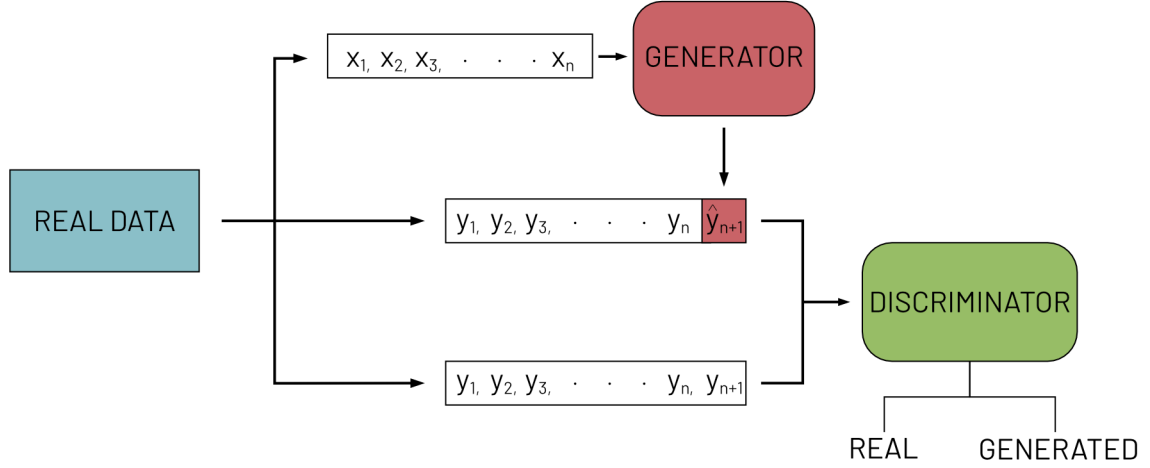 x₁, x₂, x₃, · · · xₙ
GENERATOR
REAL DATA
y₁, y₂, y₃, · · · yₙ ŷₙ₊₁
DISCRIMINATOR
y₁, y₂, y₃, · · · yₙ, yₙ₊₁
REAL
GENERATED